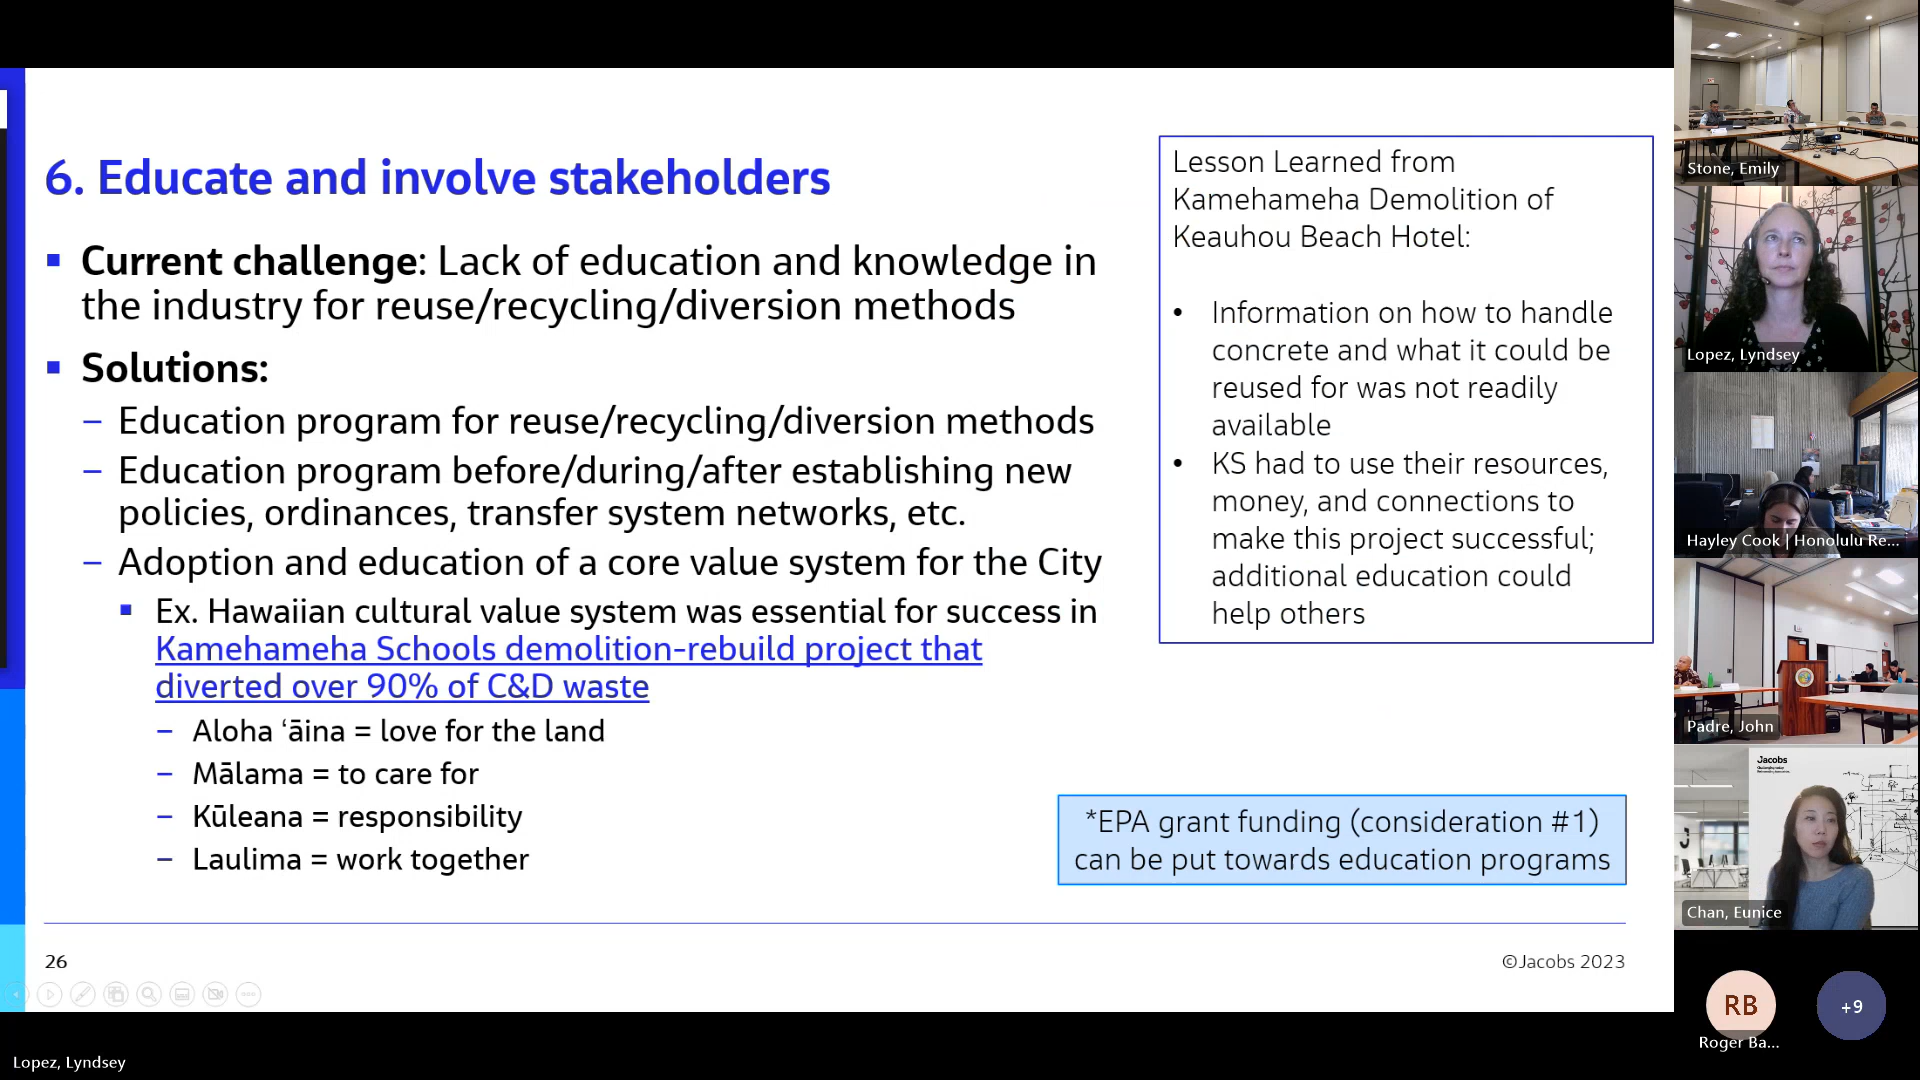 6. Educate and involve stakeholders
▪ Current challenge: Lack of education and knowledge in
the industry for reuse/recycling/diversion methods
▪ Solutions:
– Education program for reuse/recycling/diversion methods
– Education program before/during/after establishing new
policies, ordinances, transfer system networks, etc.
– Adoption and education of a core value system for the City
▪ Ex. Hawaiian cultural value system was essential for success in
Kamehameha Schools demolition-rebuild project that
diverted over 90% of C&D waste
– Aloha ʻāina = love for the land
– Mālama = to care for
– Kūleana = responsibility
– Laulima = work together
Lesson Learned from
Kamehameha Demolition of
Keauhou Beach Hotel:
• Information on how to handle
concrete and what it could be
reused for was not readily
available
• KS had to use their resources,
money, and connections to
make this project successful;
additional education could
help others
*EPA grant funding (consideration #1)
can be put towards education programs
26
©Jacobs 2023
Stone, Emily
Lopez, Lyndsey
Hayley Cook | Honolulu Re...
Padre, John
Jacobs
Chan, Eunice
RB
Roger Ba...
+9
Lopez, Lyndsey